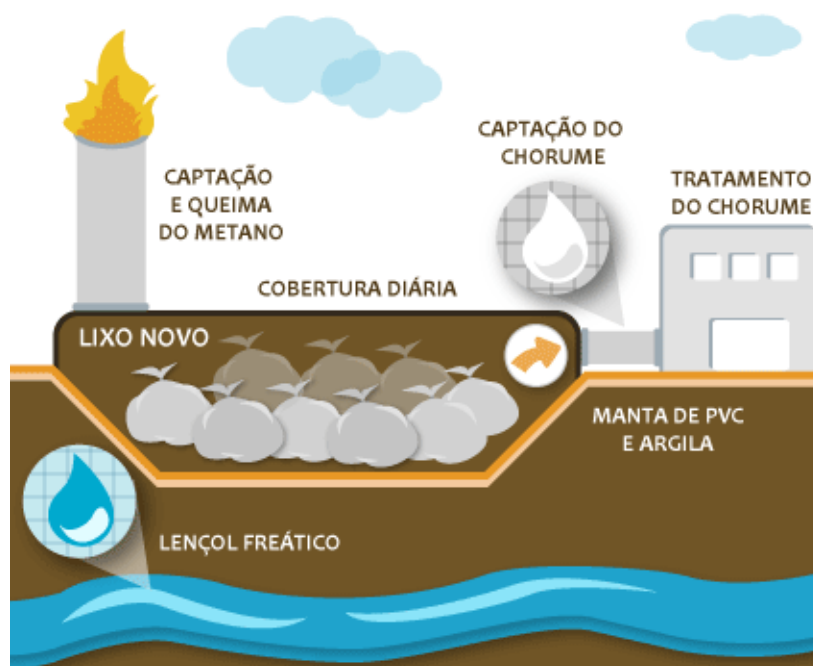 CAPTAÇÃO
E QUEIMA
DO METANO
CAPTAÇÃO DO
CHORUME
TRATAMENTO
DO CHORUME
COBERTURA DIÁRIA
LIXO NOVO
MANTA DE PVC
E ARGILA
LENÇOL FREÁTICO